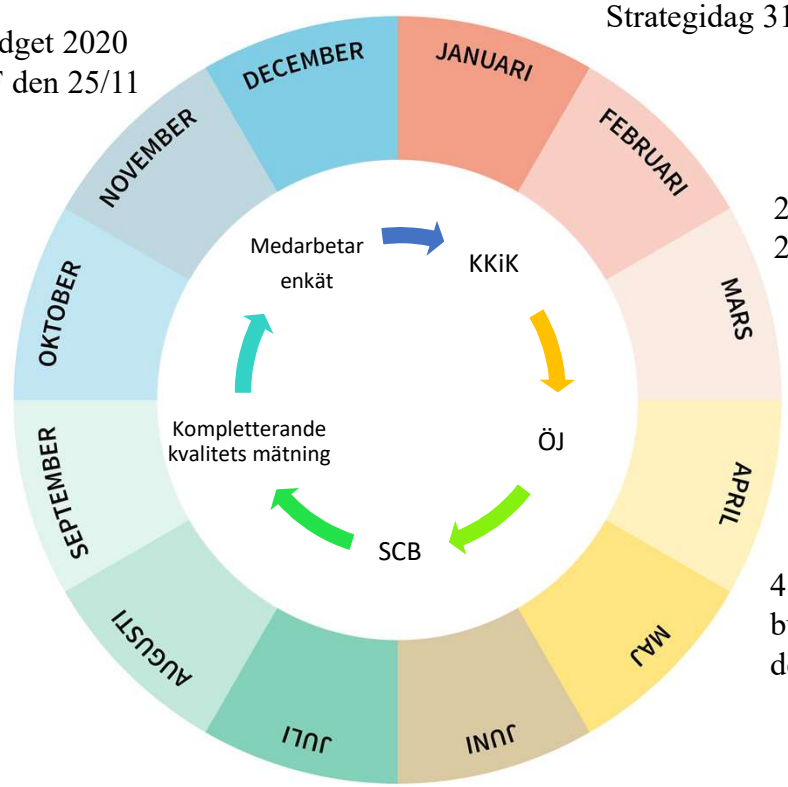 Strategidag 31
den 25/11
2020
DECEMBER
JANUARI
FEBRUARI
MARS
APRIL
MAJ
JUNI
JULI
AUGUSTI
SEPTEMBER
OKTOBER
NOVEMBER
Medarbetar
enkät
KKiK
ÖJ
SCB
Kompletterande
kvalitets mätning
2
2
4